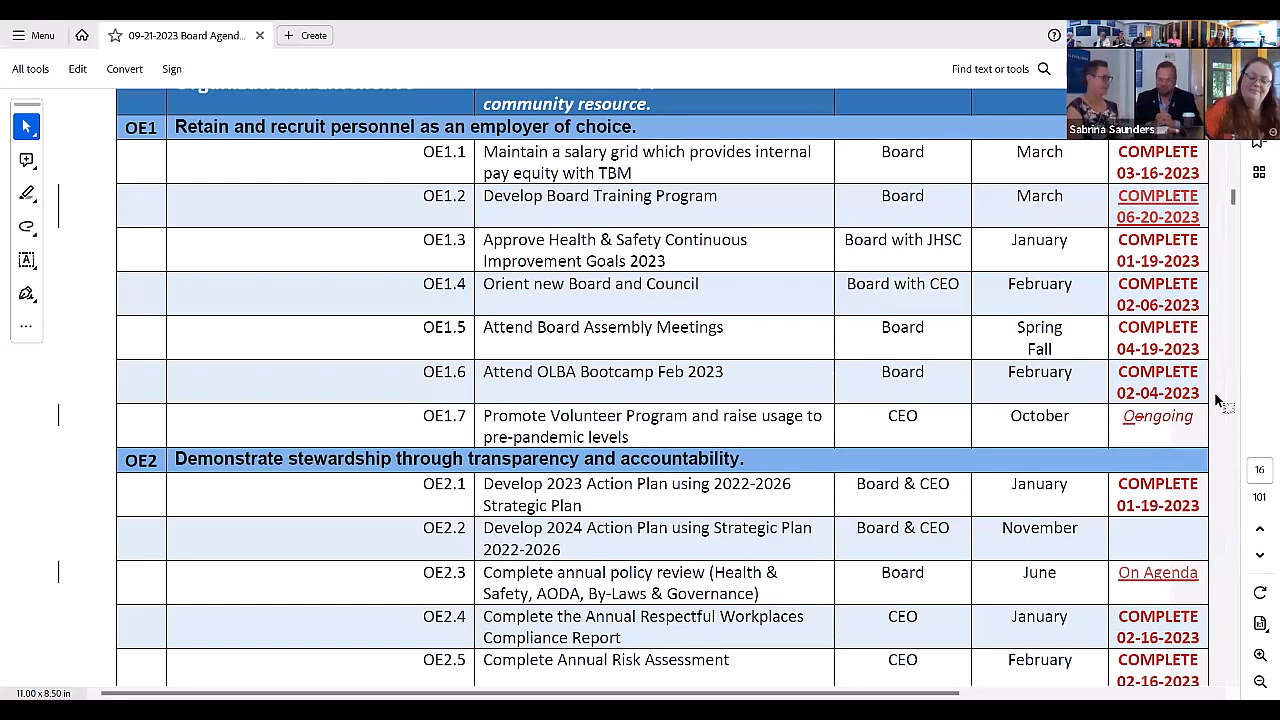 Menu
09-21-2023 Board Agend...
Create
All tools
Edit
Convert
Sign
Find text or tools
Sabrina Saunders
community resource.
OE1 Retain and recruit personnel as an employer of choice.
OE1.1 Maintain a salary grid which provides internal Board March COMPLETE
pay equity with TBM 03-16-2023
OE1.2 Develop Board Training Program Board March COMPLETE
06-20-2023
OE1.3 Approve Health & Safety Continuous Board with JHSC January COMPLETE
Improvement Goals 2023 01-19-2023
OE1.4 Orient new Board and Council Board with CEO February COMPLETE
02-06-2023
OE1.5 Attend Board Assembly Meetings Board Spring COMPLETE
Fall 04-19-2023
OE1.6 Attend OLBA Bootcamp Feb 2023 Board February COMPLETE
02-04-2023
OE1.7 Promote Volunteer Program and raise usage to CEO October Oongoing
pre-pandemic levels
OE2 Demonstrate stewardship through transparency and accountability.
OE2.1 Develop 2023 Action Plan using 2022-2026 Board & CEO January COMPLETE
Strategic Plan 01-19-2023
OE2.2 Develop 2024 Action Plan using Strategic Plan Board & CEO November
2022-2026
OE2.3 Complete annual policy review (Health & Board June On Agenda
Safety, AODA, By-Laws & Governance)
OE2.4 Complete the Annual Respectful Workplaces CEO January COMPLETE
Compliance Report 02-16-2023
OE2.5 Complete Annual Risk Assessment CEO February COMPLETE
02-16-2023
16
101
11.00 x 8.50 in